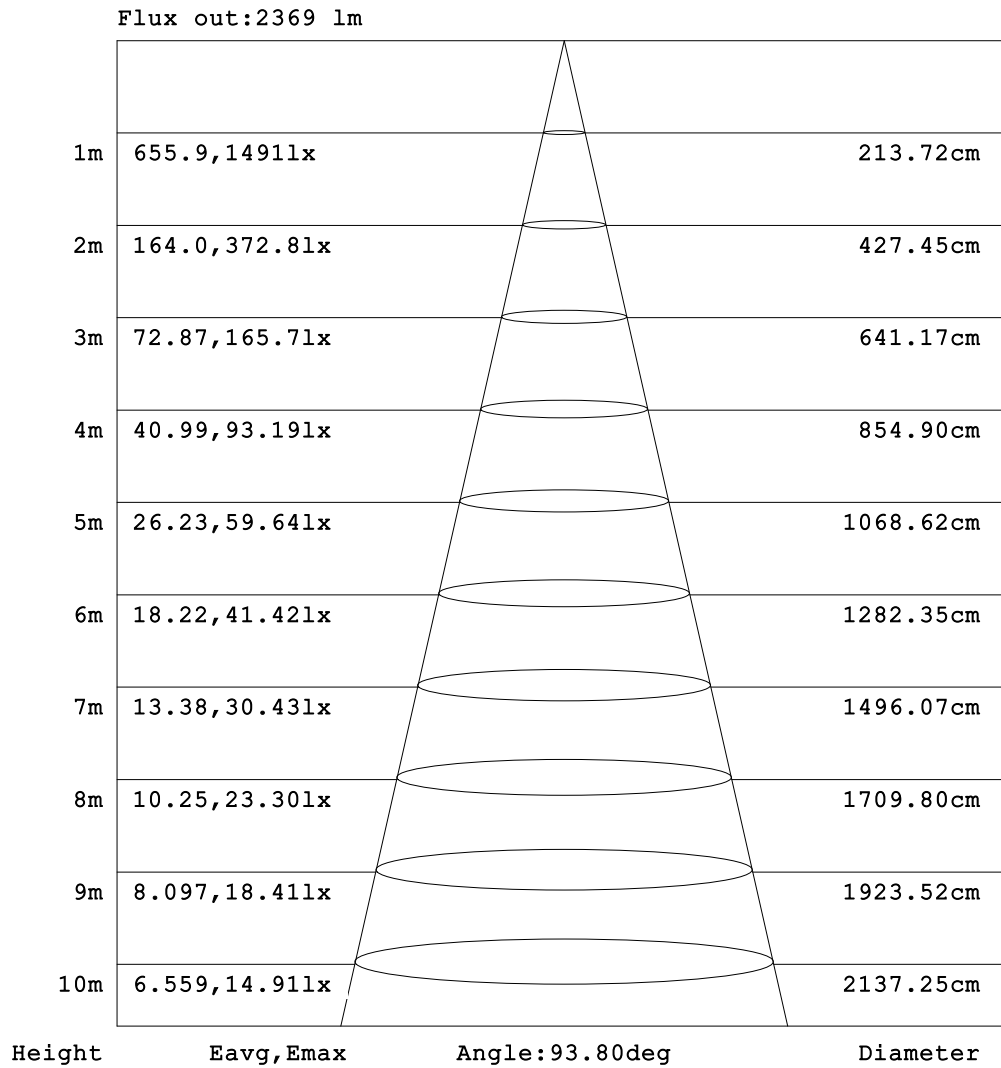 Flux out:2369 lm
1m 655.9,1491lx 213.72cm
2m 164.0,372.8lx 427.45cm
3m 72.87,165.7lx 641.17cm
4m 40.99,93.19lx 854.90cm
5m 26.23,59.64lx 1068.62cm
6m 18.22,41.42lx 1282.35cm
7m 13.38,30.43lx 1496.07cm
8m 10.25,23.30lx 1709.80cm
9m 8.097,18.41lx 1923.52cm
10m 6.559,14.91lx 2137.25cm
Height Eavg,Emax Angle:93.80deg Diameter